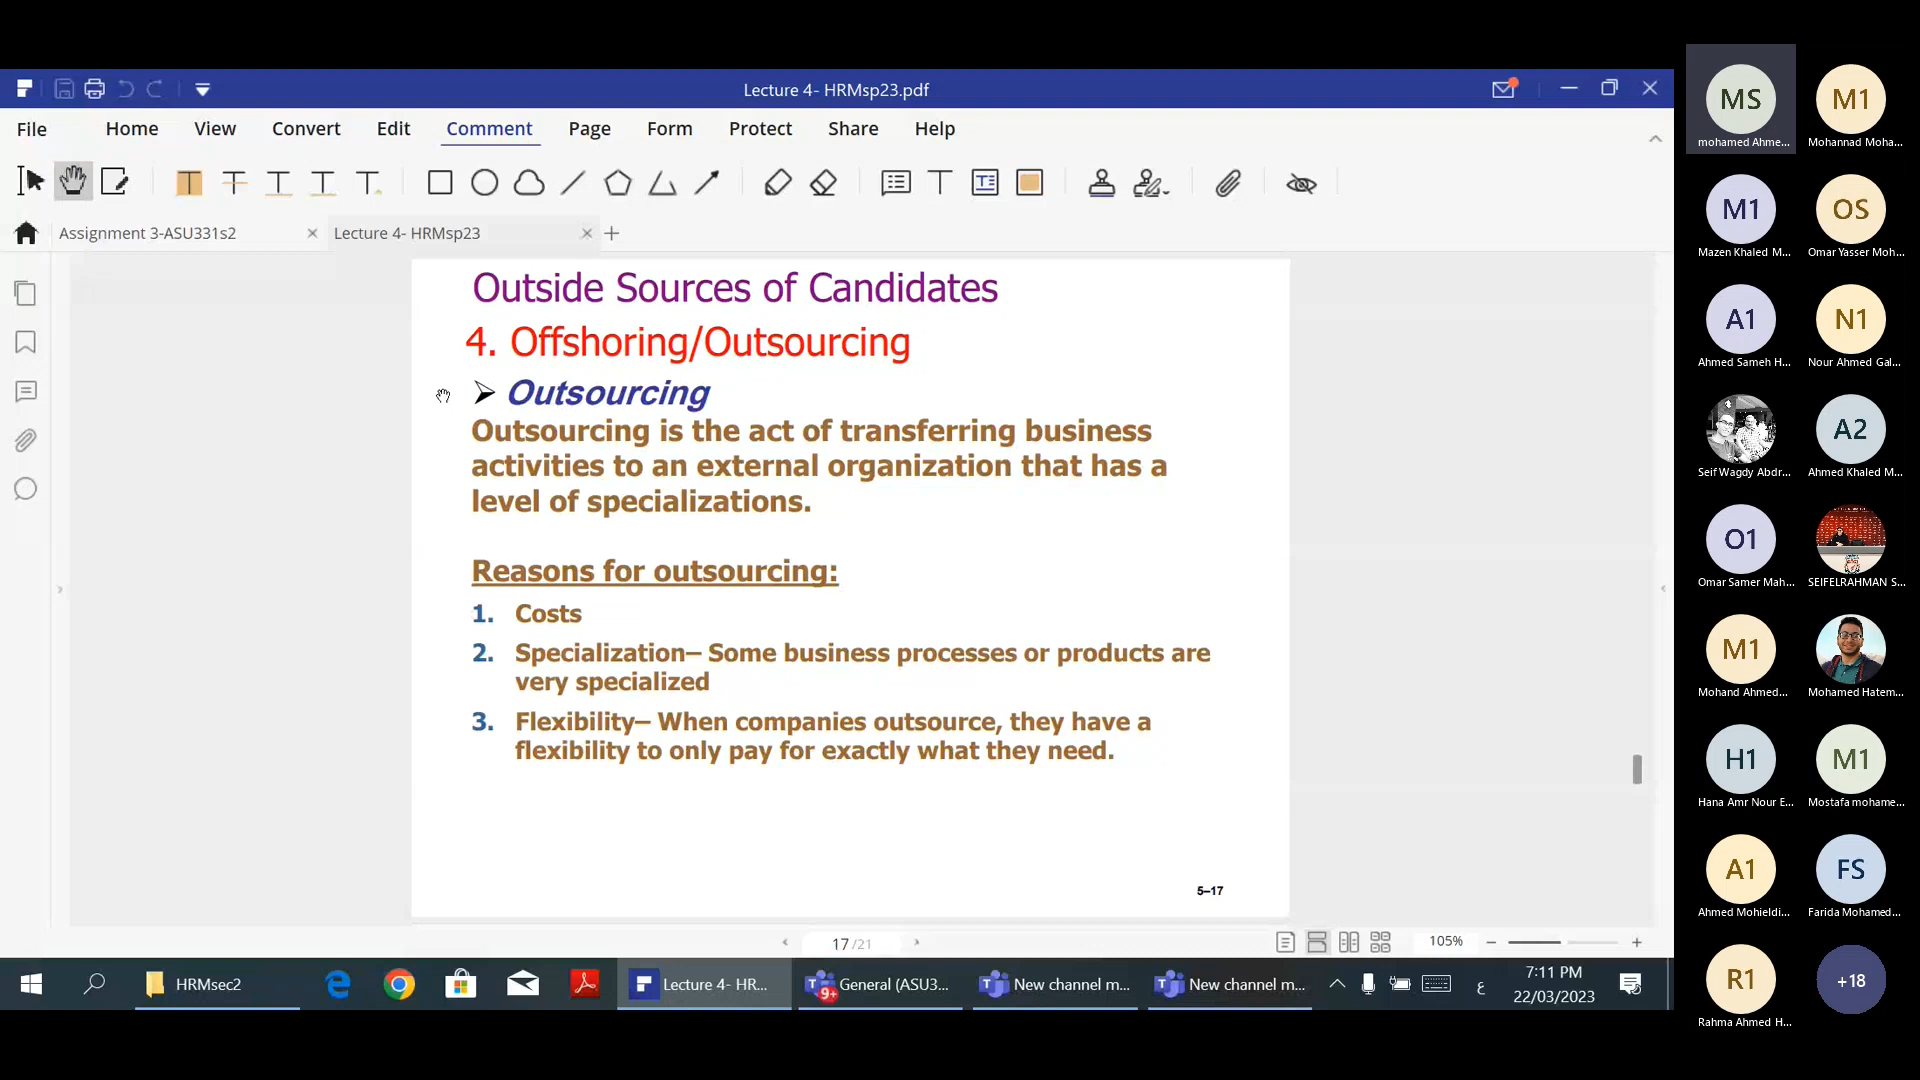 Lecture 4- HRMsp23.pdf
File Home View Convert Edit Comment Page Form Protect Share Help
Assignment 3-ASU331s2
Lecture 4- HRMsp23
Outside Sources of Candidates
4. Offshoring/Outsourcing
➢ Outsourcing
Outsourcing is the act of transferring business
activities to an external organization that has a
level of specializations.
Reasons for outsourcing:
1. Costs
2. Specialization– Some business processes or products are
very specialized
3. Flexibility– When companies outsource, they have a
flexibility to only pay for exactly what they need.
5–17
17 /21
105%
HRMsec2
Lecture 4- HR...
9+
General (ASU3...
New channel m...
New channel m...
ع
7:11 PM
22/03/2023
MS
mohamed Ahme...
M1
Mohannad Moha...
M1
Mazen Khaled M...
OS
Omar Yasser Moh...
A1
Ahmed Sameh H...
N1
Nour Ahmed Gal...
Seif Wagdy Abdr...
A2
Ahmed Khaled M...
O1
Omar Samer Mah...
SEIFELRAHMAN S...
M1
Mohand Ahmed...
Mohamed Hatem...
H1
Hana Amr Nour E...
M1
Mostafa mohame...
A1
Ahmed Mohieldi...
FS
Farida Mohamed...
R1
Rahma Ahmed H...
+18